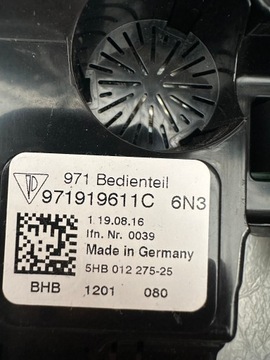 971 Bedienteil
971919611C 6N3
1 19.08.16
lfn. Nr. 0039
Made in Germany
5HB 012 275-25
BHB 1201 080